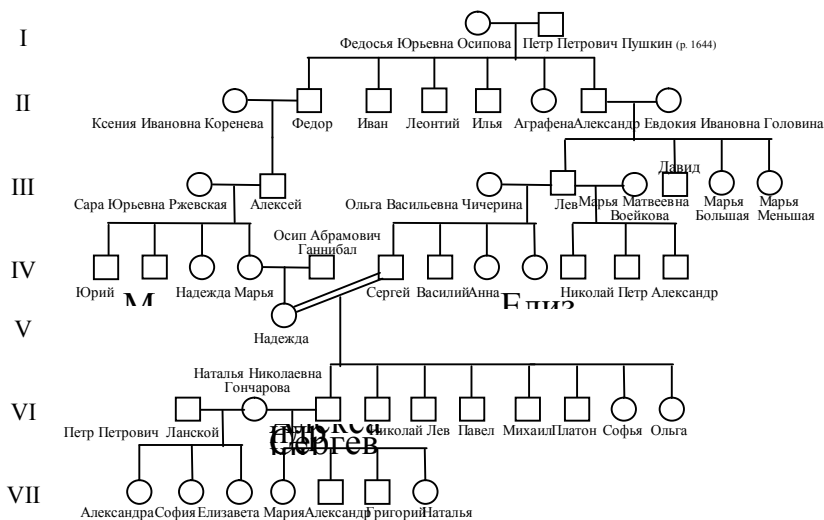 I
Федосья Юрьевна Осипова Петр Петрович Пушкин (р. 1644)
II
Ксения Ивановна Коренева Федор Иван Леонтий Илья Аграфена Александр Евдокия Ивановна Головина
III
Давид
Сара Юрьевна Ржевская Алексей Ольга Васильевна Чичерина Лев Марья Матвеевна Воейкова Марья Большая Марья Меньшая
Осип Абрамович Ганнибал
IV
Юрий М Надежда Марья Сергей Василий Анна Елиз Николай Петр Александр
V
Надежда
Наталья Николаевна Гончарова
VI
Петр Петрович Ланской Сергев Николай Лев Павел Михаил Платон Софья Ольга
VII
Александра София Елизавета Мария Александр Григорий Наталья